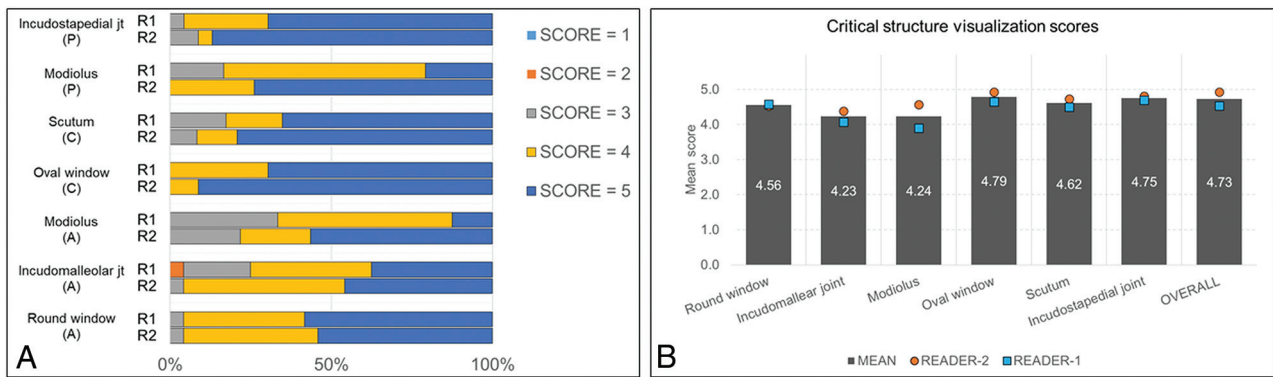 Incudostapedial jt
(P)
R1
R2
Modiolus
(P)
R1
R2
Scutum
(C)
R1
R2
Oval window
(C)
R1
R2
Modiolus
(A)
R1
R2
Incudomalleolar jt
(A)
R1
R2
Round window
(A)
R1
R2
0%
50%
100%
SCORE = 1
SCORE = 2
SCORE = 3
SCORE = 4
SCORE = 5
A
Critical structure visualization scores
Mean score
5.0
4.0
3.0
2.0
1.0
0.0
4.56
4.23
4.24
4.79
4.62
4.75
4.73
Round window
Incudomallear joint
Modiolus
Oval window
Scutum
Incudostapedial joint
OVERALL
MEAN
READER-2
READER-1
B